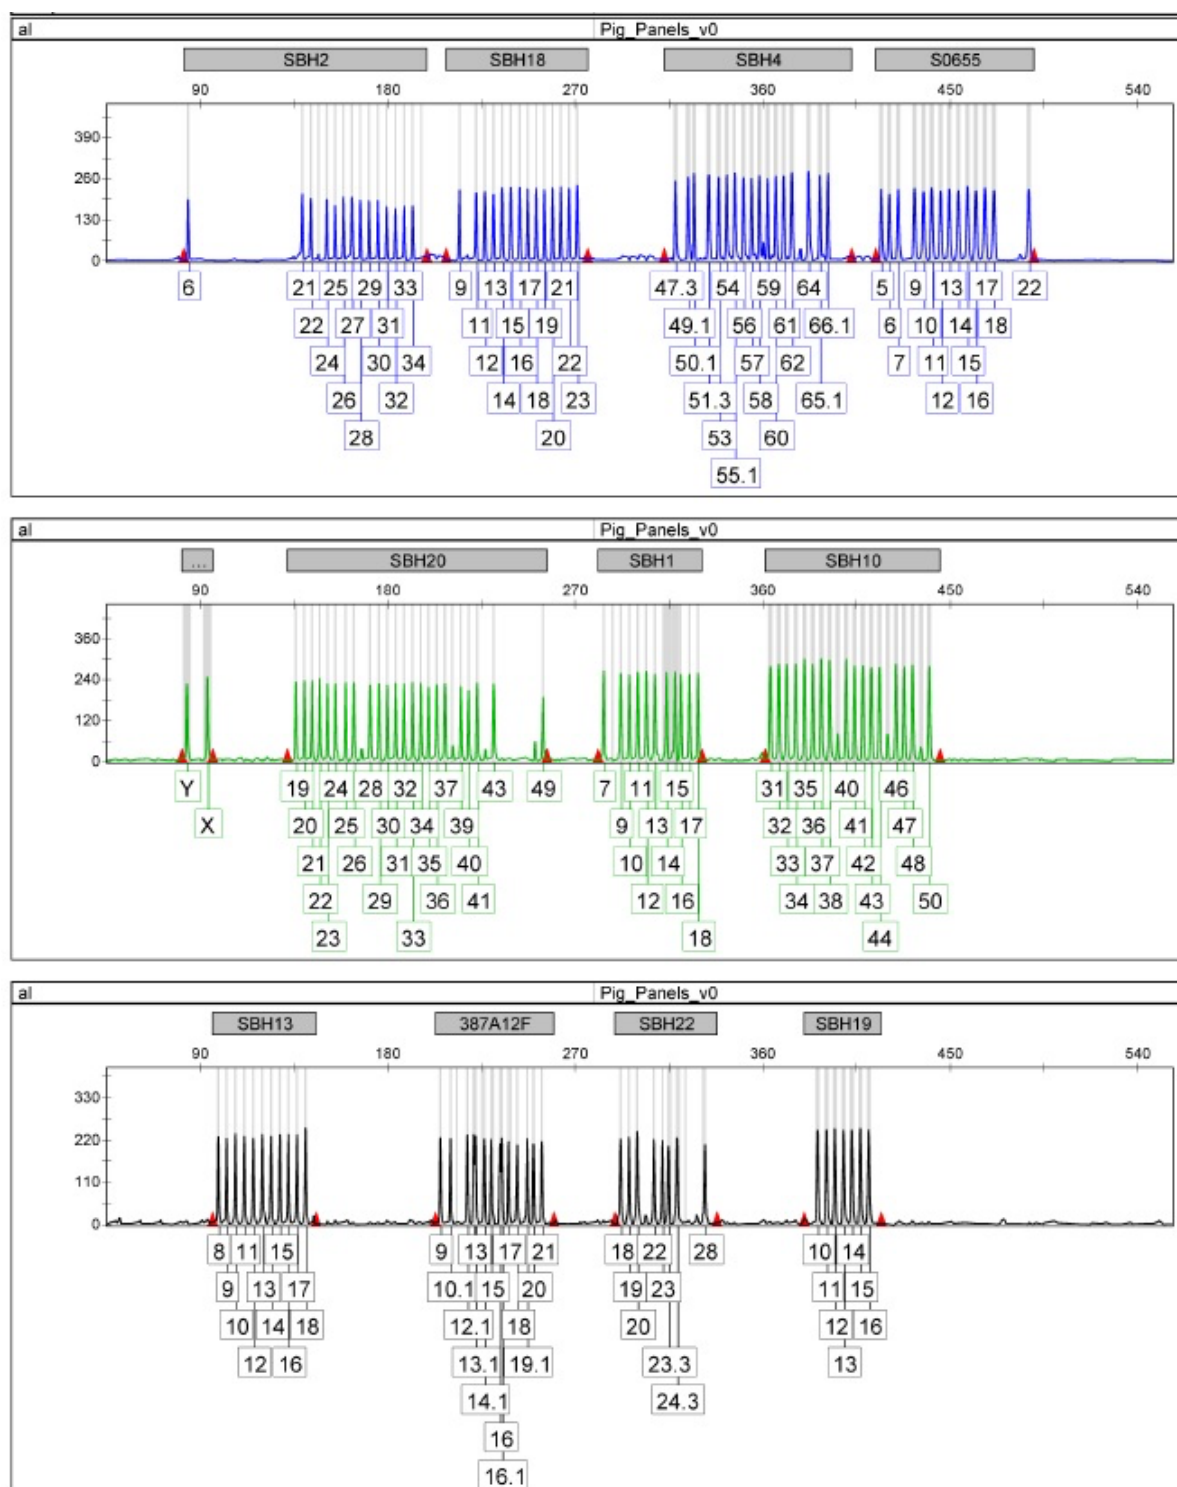 al Pig_Panels_v0
SBH2 SBH18 SBH4 S0655
90 180 270 360 450 540
390
260
130
0
6 21 25 29 33 9 13 17 21 47.3 54 59 64 5 9 13 17 22
22 27 31 11 15 19 49.1 56 61 66.1 6 10 14 18
24 30 34 12 16 22 50.1 57 62 7 11 15
26 32 14 18 23 51.3 58 65.1 12 16
28 20 53 60
55.1
al Pig_Panels_v0
... SBH20 SBH1 SBH10
90 180 270 360 450 540
360
240
120
0
Y 19 24 28 32 37 43 49 7 11 15 31 35 40 46
X 20 25 30 34 39 9 13 17 32 36 41 47
21 26 31 35 40 10 14 33 37 42 48
22 29 36 41 12 16 34 38 43 50
23 33 18 44
al Pig_Panels_v0
SBH13 387A12F SBH22 SBH19
90 180 270 360 450 540
330
220
110
0
8 11 15 9 13 17 21 18 22 28 10 14
9 13 17 10.1 15 20 19 23 11 15
10 14 18 12.1 18 20 12 16
12 16 13.1 19.1 23.3 13
14.1 24.3
16
16.1